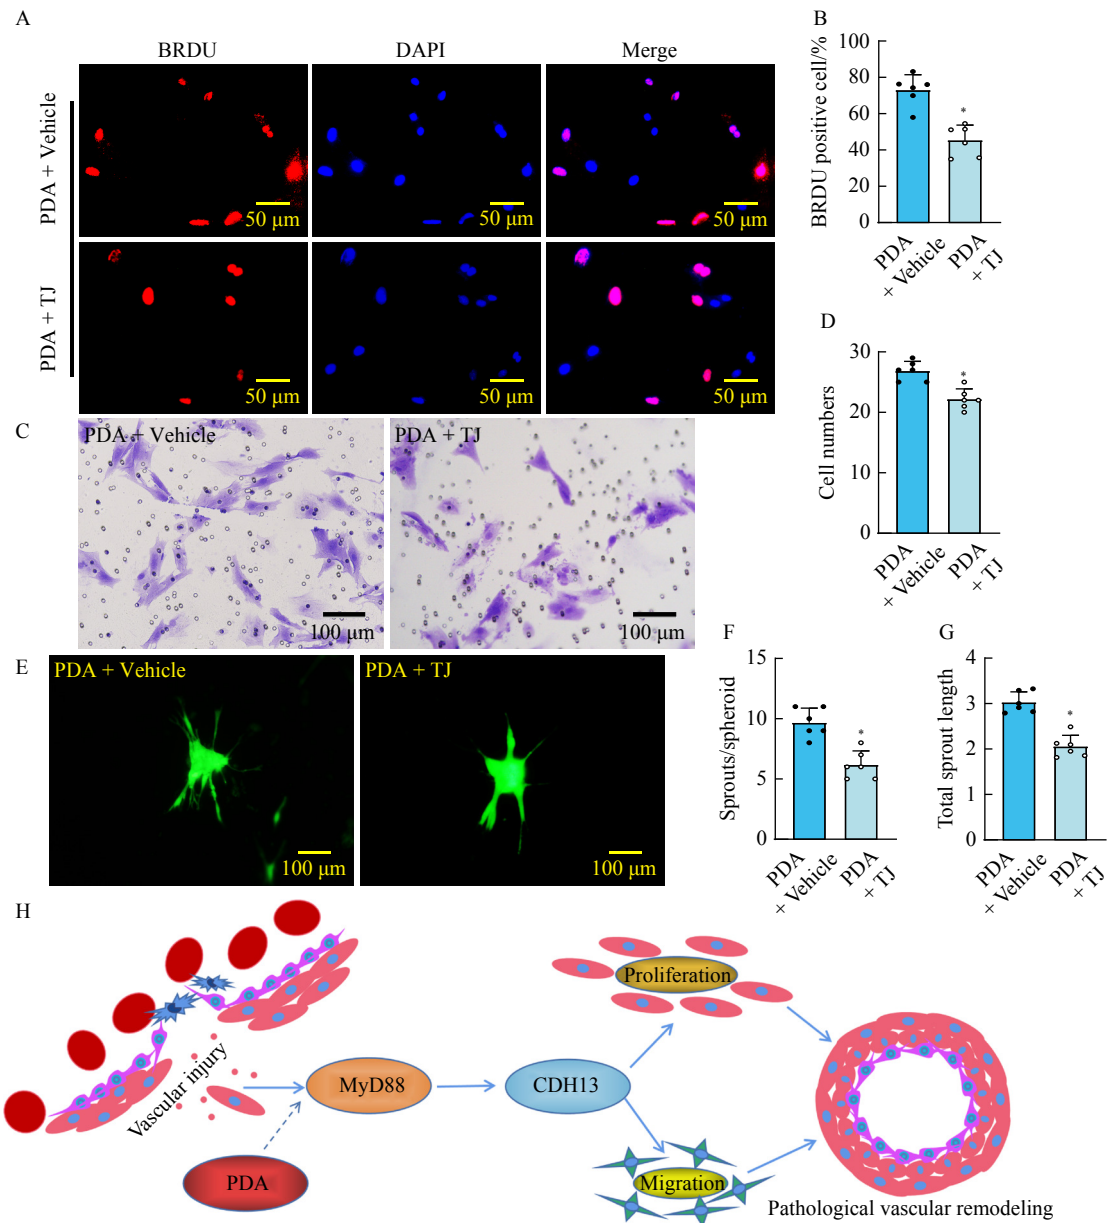 A
BRDU
DAPI
Merge
PDA + Vehicle
50 μm
50 μm
50 μm
PDA + TJ
50 μm
50 μm
50 μm
B
BRDU positive cell/%
100
80
60
40
20
0
*
PDA
+ Vehicle
PDA
+ TJ
C
PDA + Vehicle
100 μm
PDA + TJ
100 μm
D
Cell numbers
30
20
10
0
*
PDA
+ Vehicle
PDA
+ TJ
E
PDA + Vehicle
100 μm
PDA + TJ
100 μm
F
Sprouts/spheroid
15
10
5
0
*
PDA
+ Vehicle
PDA
+ TJ
G
Total sprout length
4
3
2
1
0
*
PDA
+ Vehicle
PDA
+ TJ
H
Vascular injury
PDA
MyD88
CDH13
Proliferation
Migration
Pathological vascular remodeling